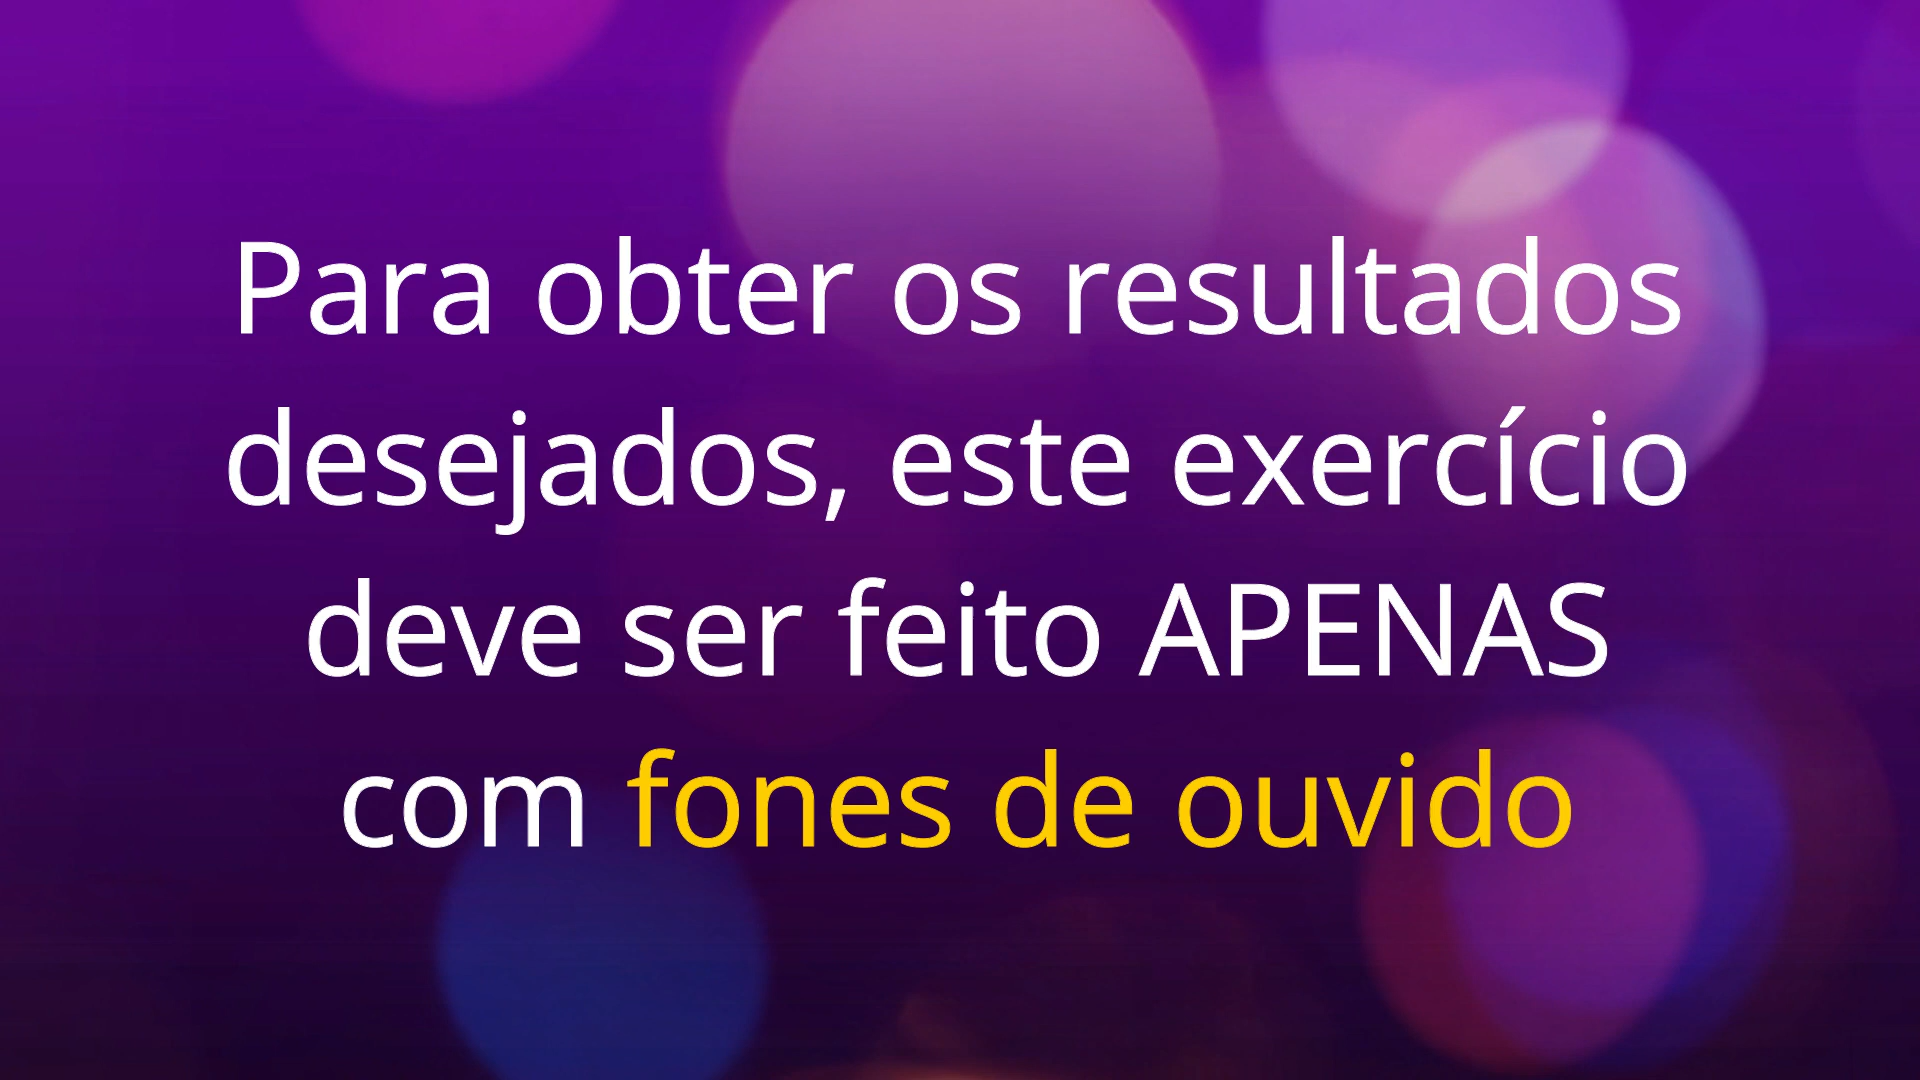 Para obter os resultados
desejados, este exercício
deve ser feito APENAS
com fones de ouvido